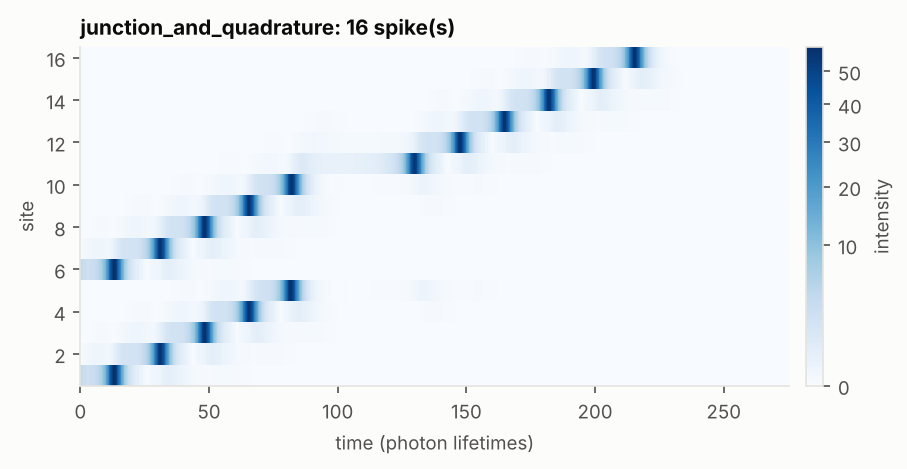 junction_and_quadrature: 16 spike(s)
16
14
12
10
8
6
4
2
site
0 50 100 150 200 250
time (photon lifetimes)
50
40
30
20
10
0
intensity